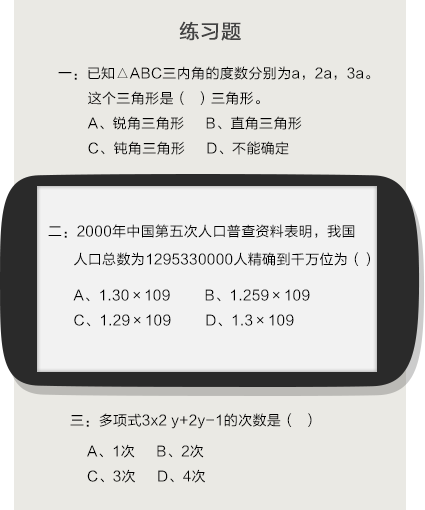 练习题
一：已知△ABC三内角的度数分别为a，2a，3a。
这个三角形是（ ）三角形。
A、锐角三角形 B、直角三角形
C、钝角三角形 D、不能确定
二：2000年中国第五次人口普查资料表明，我国
人口总数为1295330000人精确到千万位为（ ）
A、1.30×109 B、1.259×109
C、1.29×109 D、1.3×109
三：多项式3x2 y+2y-1的次数是（ ）
A、1次 B、2次
C、3次 D、4次